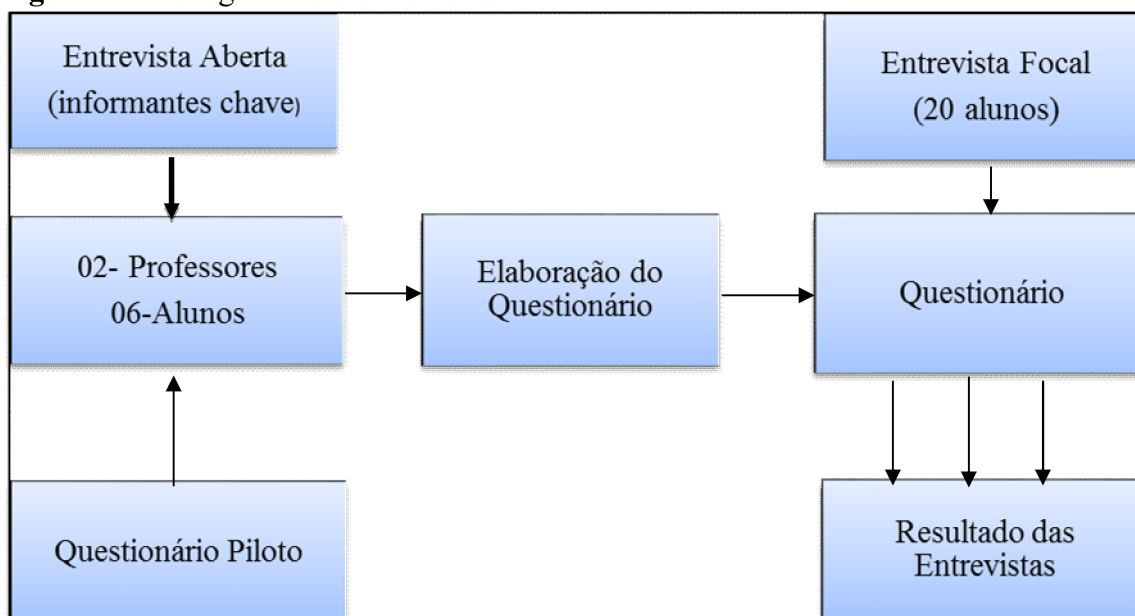 Entrevista Aberta
(informantes chave)
Entrevista Focal
(20 alunos)
02- Professores
06-Alunos
Elaboração do
Questionário
Questionário
Questionário Piloto
Resultado das
Entrevistas